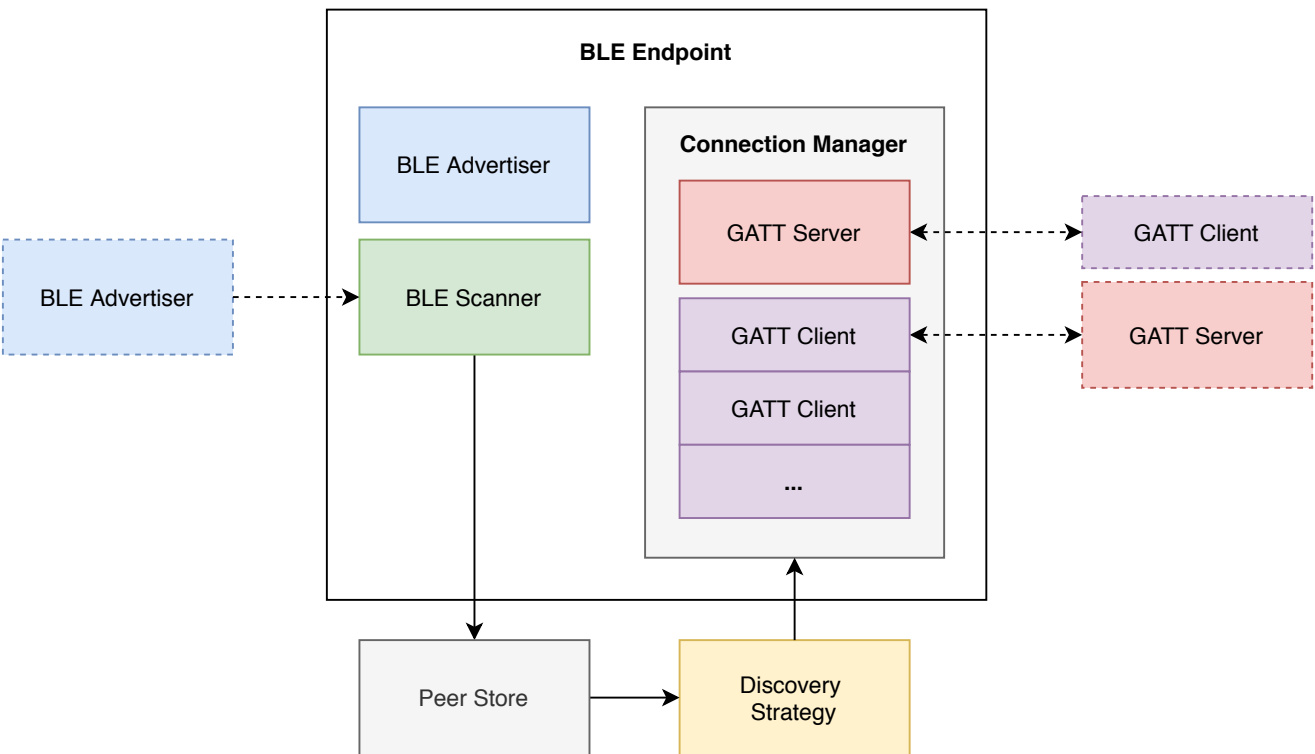 BLE Endpoint
BLE Advertiser
Connection Manager
GATT Server
GATT Client
BLE Advertiser
BLE Scanner
GATT Client
GATT Server
GATT Client
...
Peer Store
Discovery
Strategy